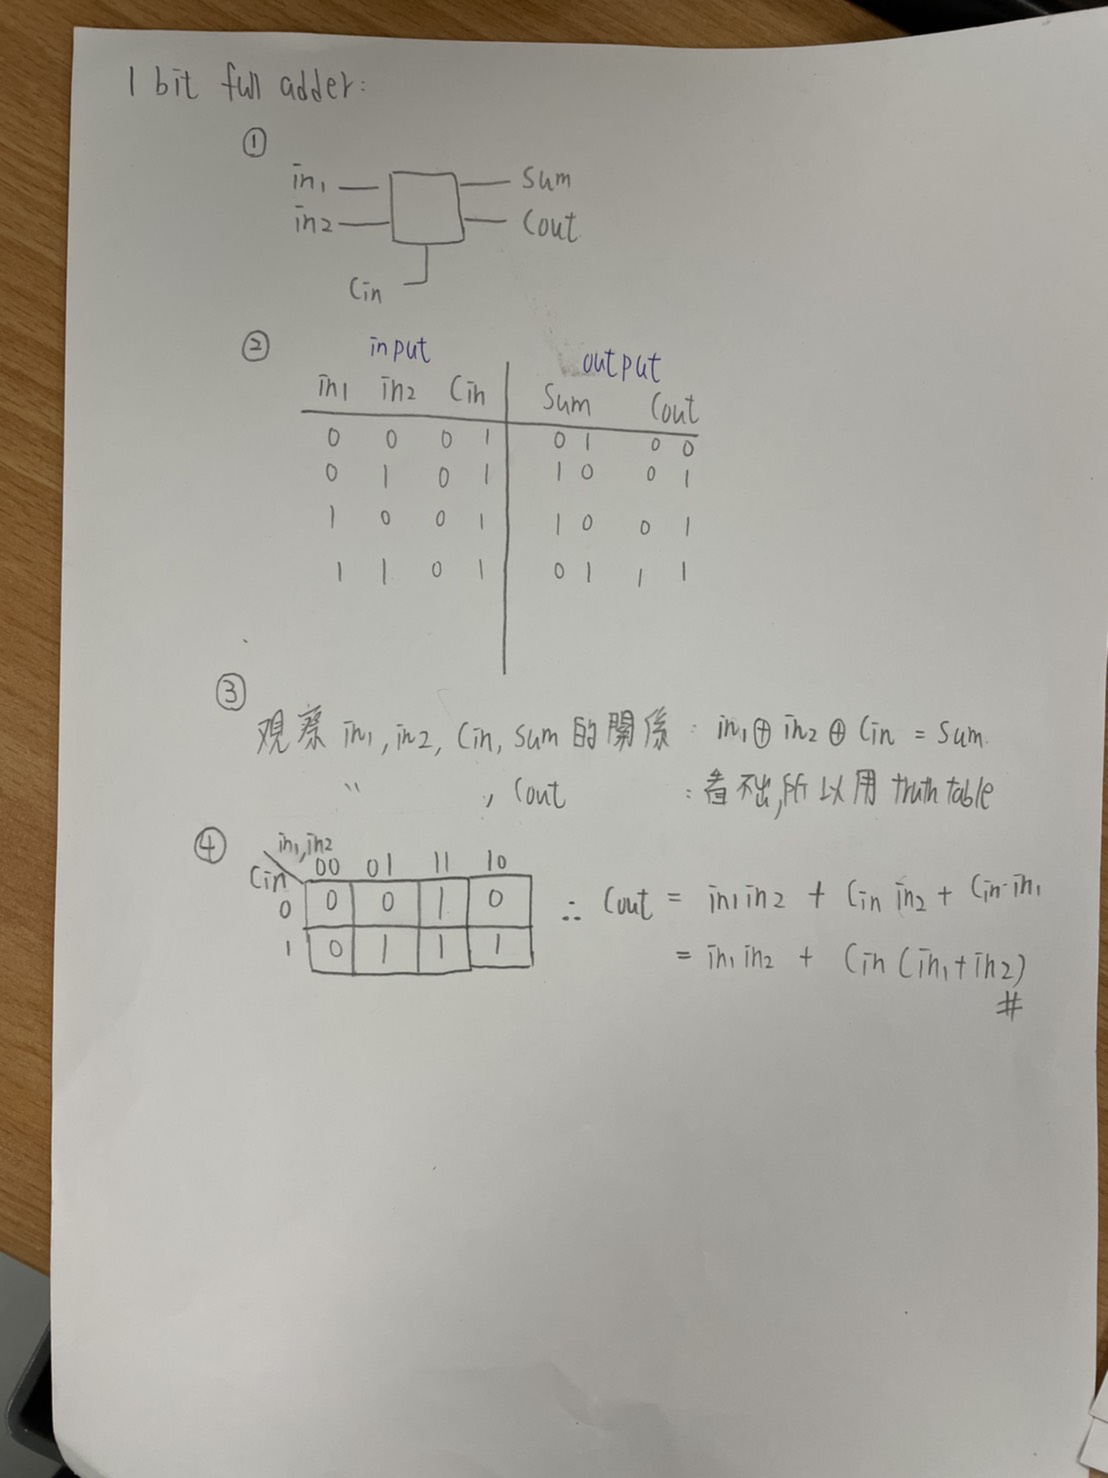 1 bit full adder:
①
in1
Sum
in2
Cout
Cin
②
input
output
in1 in2 Cin Sum Cout
0 0 0 1 0 1 0 0
0 1 0 1 1 0 0 1
1 0 0 1 1 0 0 1
1 1 0 1 0 1 1 1
③
觀察 in1, in2, Cin, sum 的關係 : in1 ⊕ in2 ⊕ Cin = sum.
〃 , Cout : 看不出,所以用 truth table
④
in1,in2
Cin
00 01 11 10
0 0 0 1 0
1 0 1 1 1
∴ Cout = in1 in2 + Cin in2 + Cin·in1
= in1 in2 + Cin (in1 + in2)
#